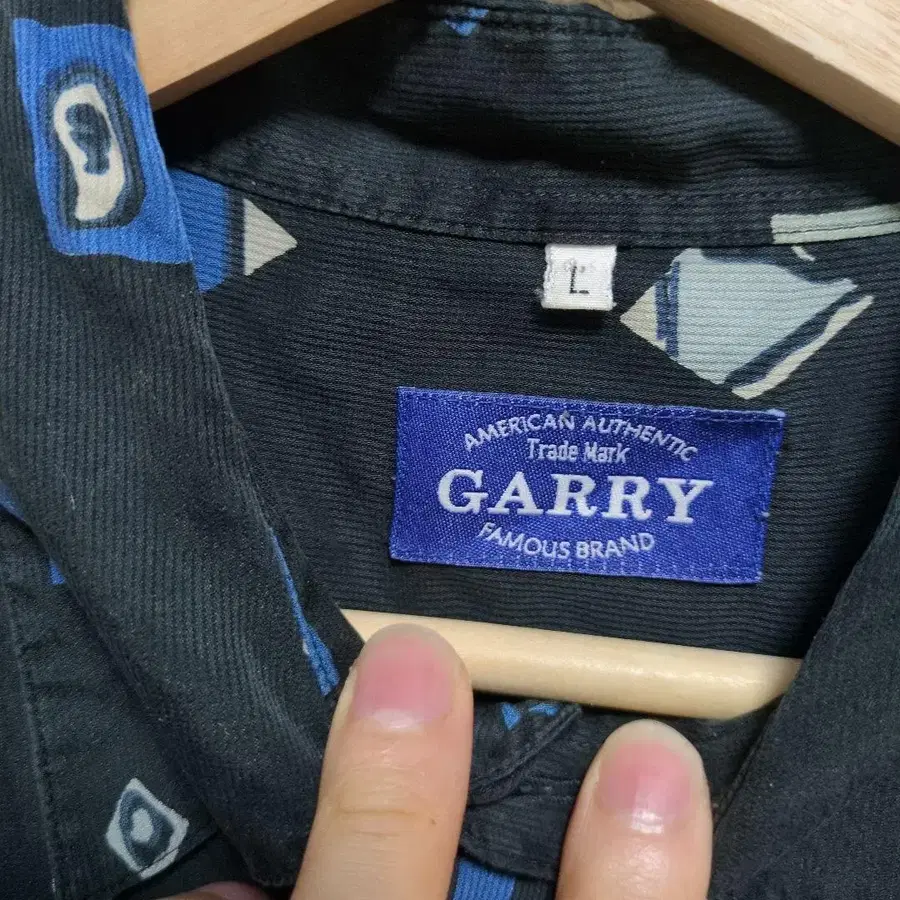 L
AMERICAN AUTHENTIC
Trade Mark
GARRY
FAMOUS BRAND